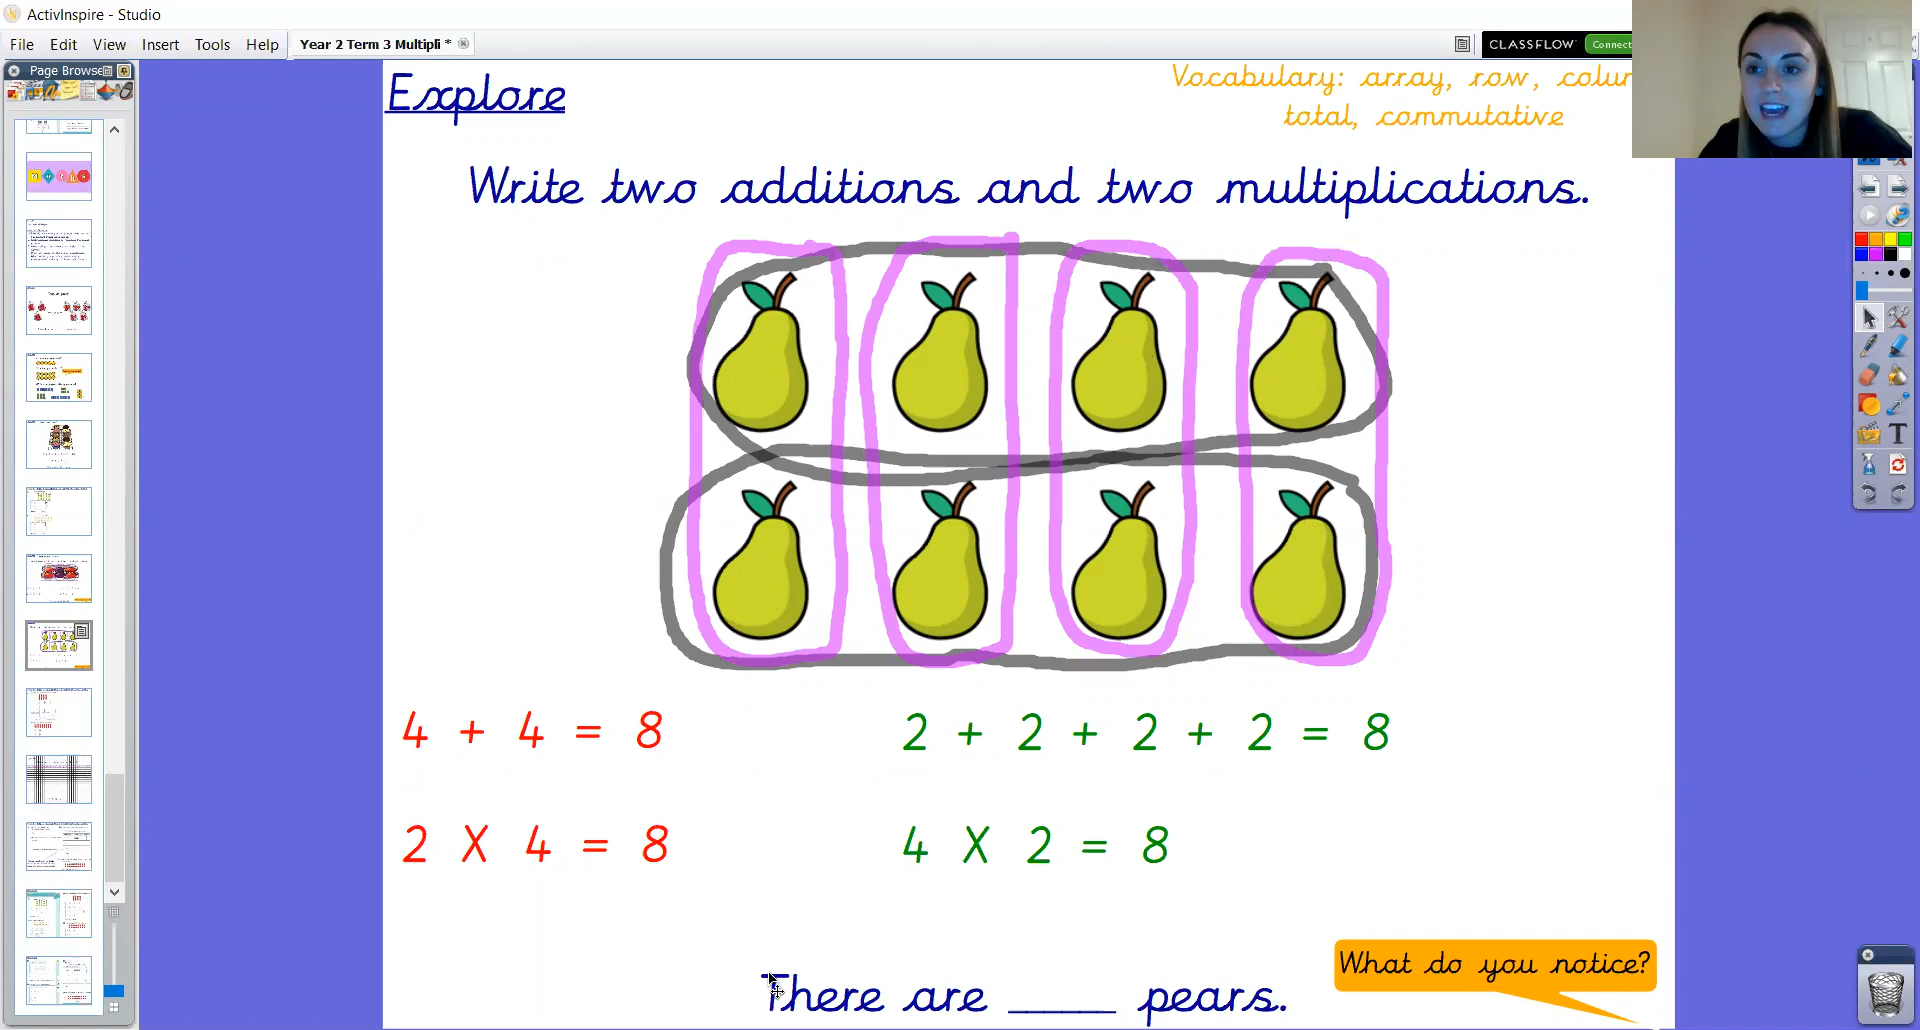 ActivInspire - Studio
File Edit View Insert Tools Help Year 2 Term 3 Multipli *
CLASSFLOW Connect
Page Browse
Explore
Vocabulary: array, row, colum
total, commutative
Write two additions and two multiplications.
4 + 4 = 8
2 + 2 + 2 + 2 = 8
2 X 4 = 8
4 X 2 = 8
What do you notice?
There are _____ pears.